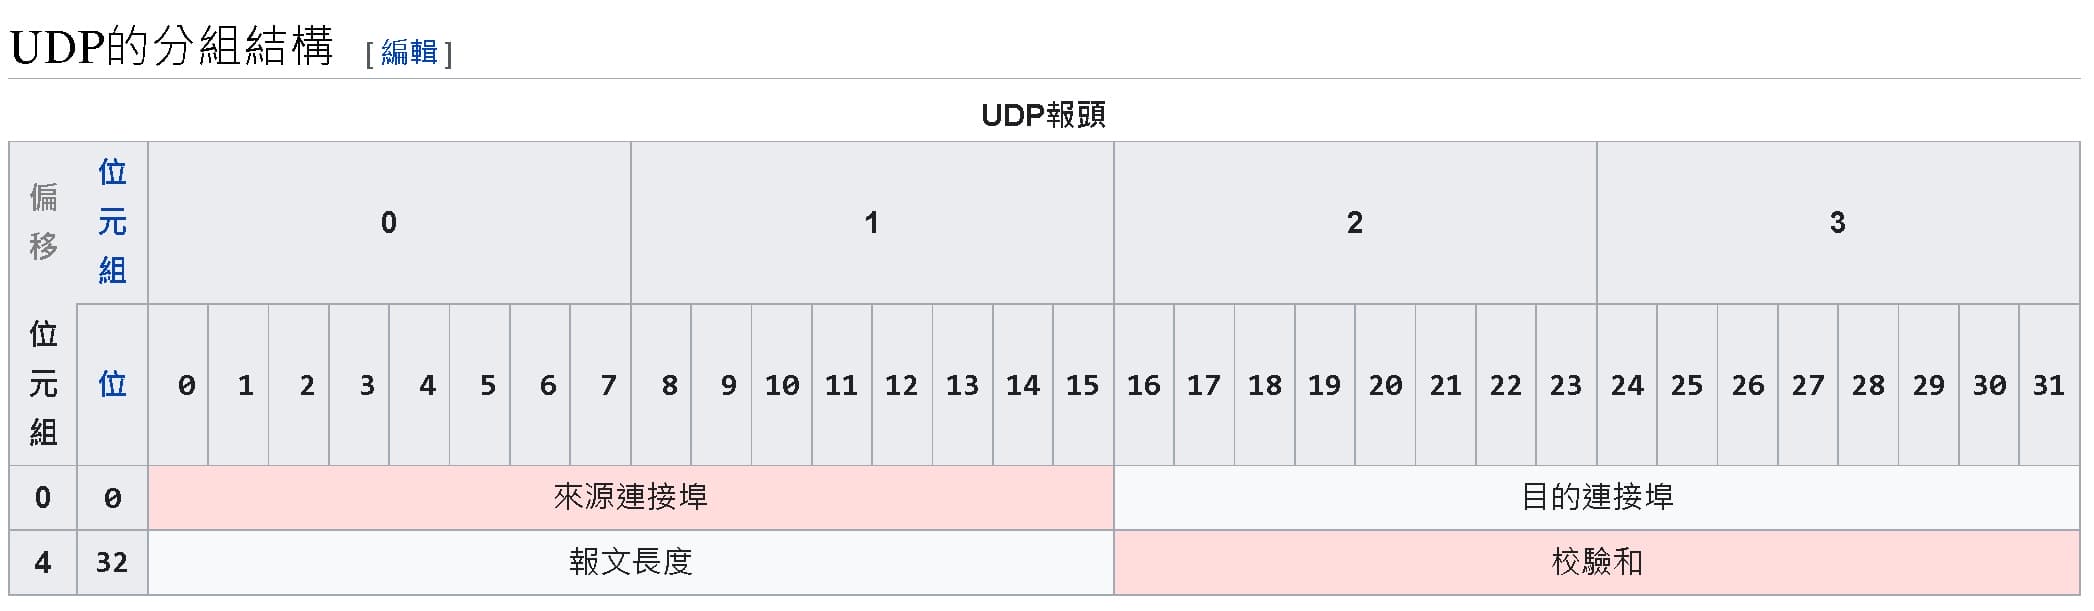 UDP的分組結構 [編輯]
UDP報頭
偏移 位元組 0 1 2 3
位元組 位 0 1 2 3 4 5 6 7 8 9 10 11 12 13 14 15 16 17 18 19 20 21 22 23 24 25 26 27 28 29 30 31
0 0 來源連接埠 目的連接埠
4 32 報文長度 校驗和